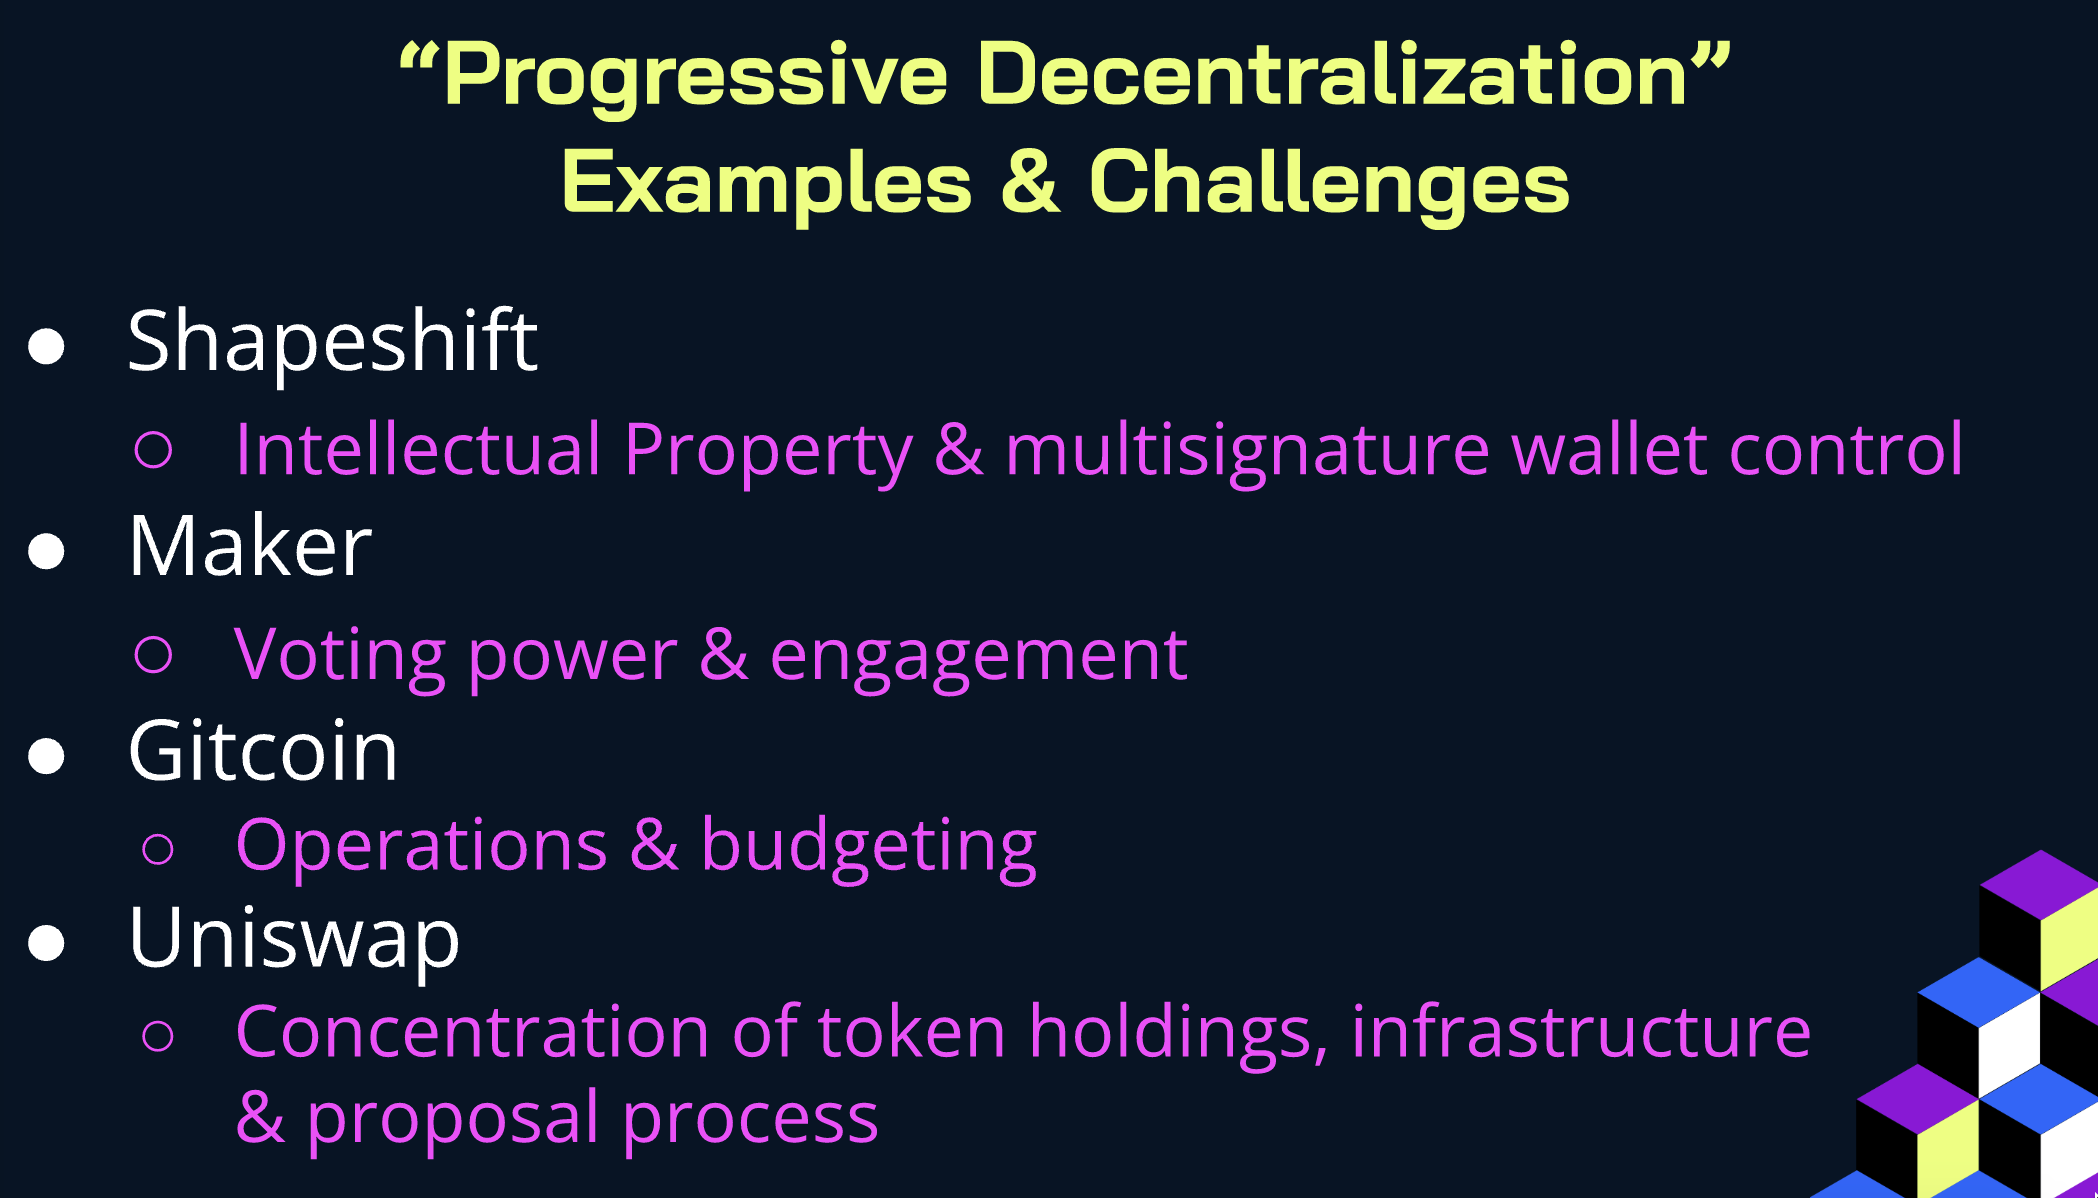 “Progressive Decentralization”
Examples & Challenges
● Shapeshift
○ Intellectual Property & multisignature wallet control
● Maker
○ Voting power & engagement
● Gitcoin
○ Operations & budgeting
● Uniswap
○ Concentration of token holdings, infrastructure
& proposal process